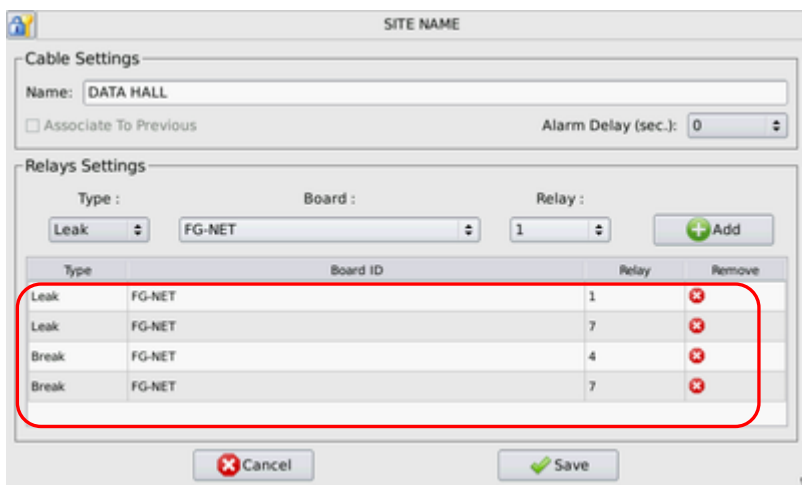 SITE NAME
Cable Settings
Name: DATA HALL
Associate To Previous Alarm Delay (sec.): 0
Relays Settings
Type : Board : Relay :
Leak FG-NET 1 Add
Type Board ID Relay Remove
Leak FG-NET 1
Leak FG-NET 7
Break FG-NET 4
Break FG-NET 7
Cancel Save